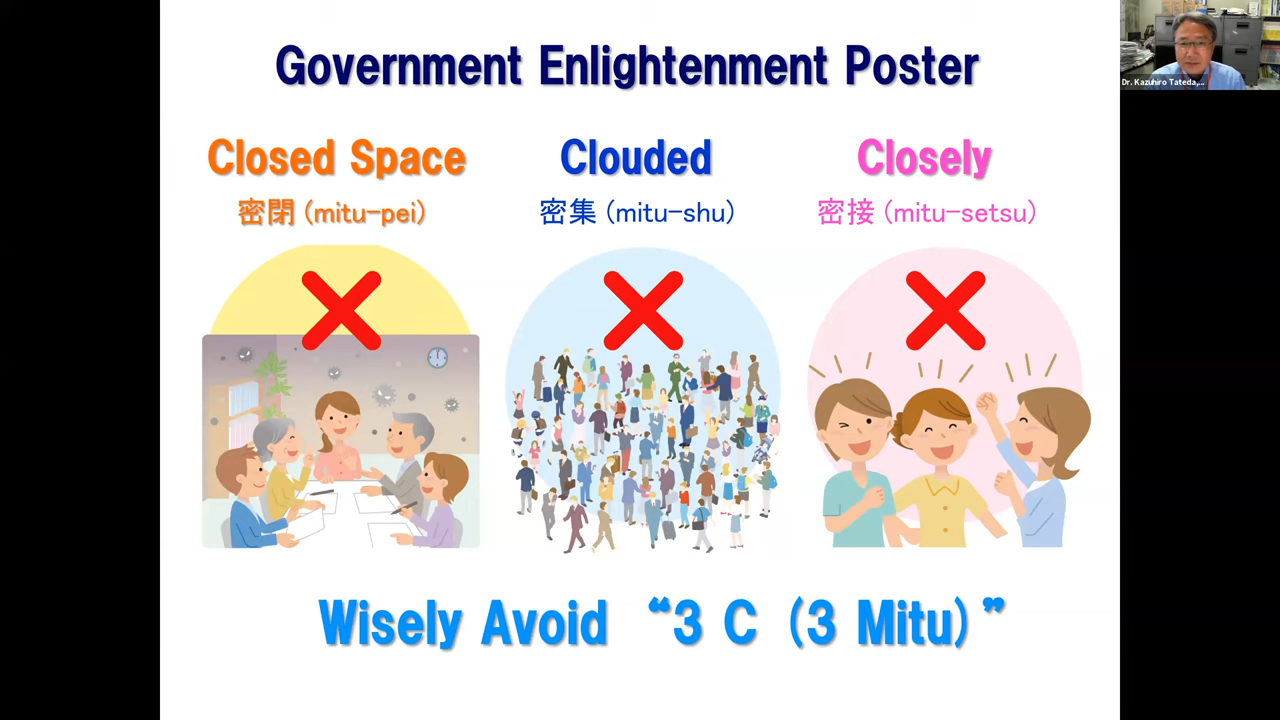 Government Enlightenment Poster
Closed Space
密閉 (mitu-pei)
Clouded
密集 (mitu-shu)
Closely
密接 (mitu-setsu)
Wisely Avoid “3 C (3 Mitu)”
Dr. Kazuhiro Tateda,...